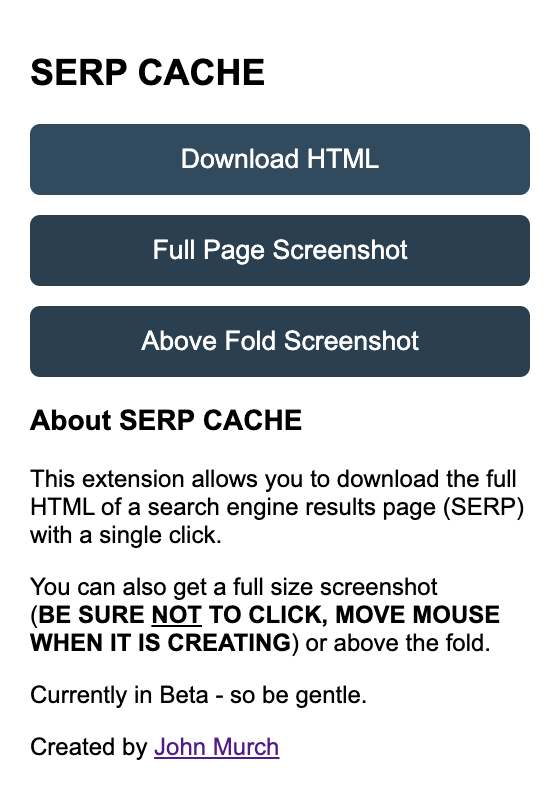 SERP CACHE
Download HTML
Full Page Screenshot
Above Fold Screenshot
About SERP CACHE
This extension allows you to download the full
HTML of a search engine results page (SERP)
with a single click.
You can also get a full size screenshot
(BE SURE NOT TO CLICK, MOVE MOUSE
WHEN IT IS CREATING) or above the fold.
Currently in Beta - so be gentle.
Created by John Murch